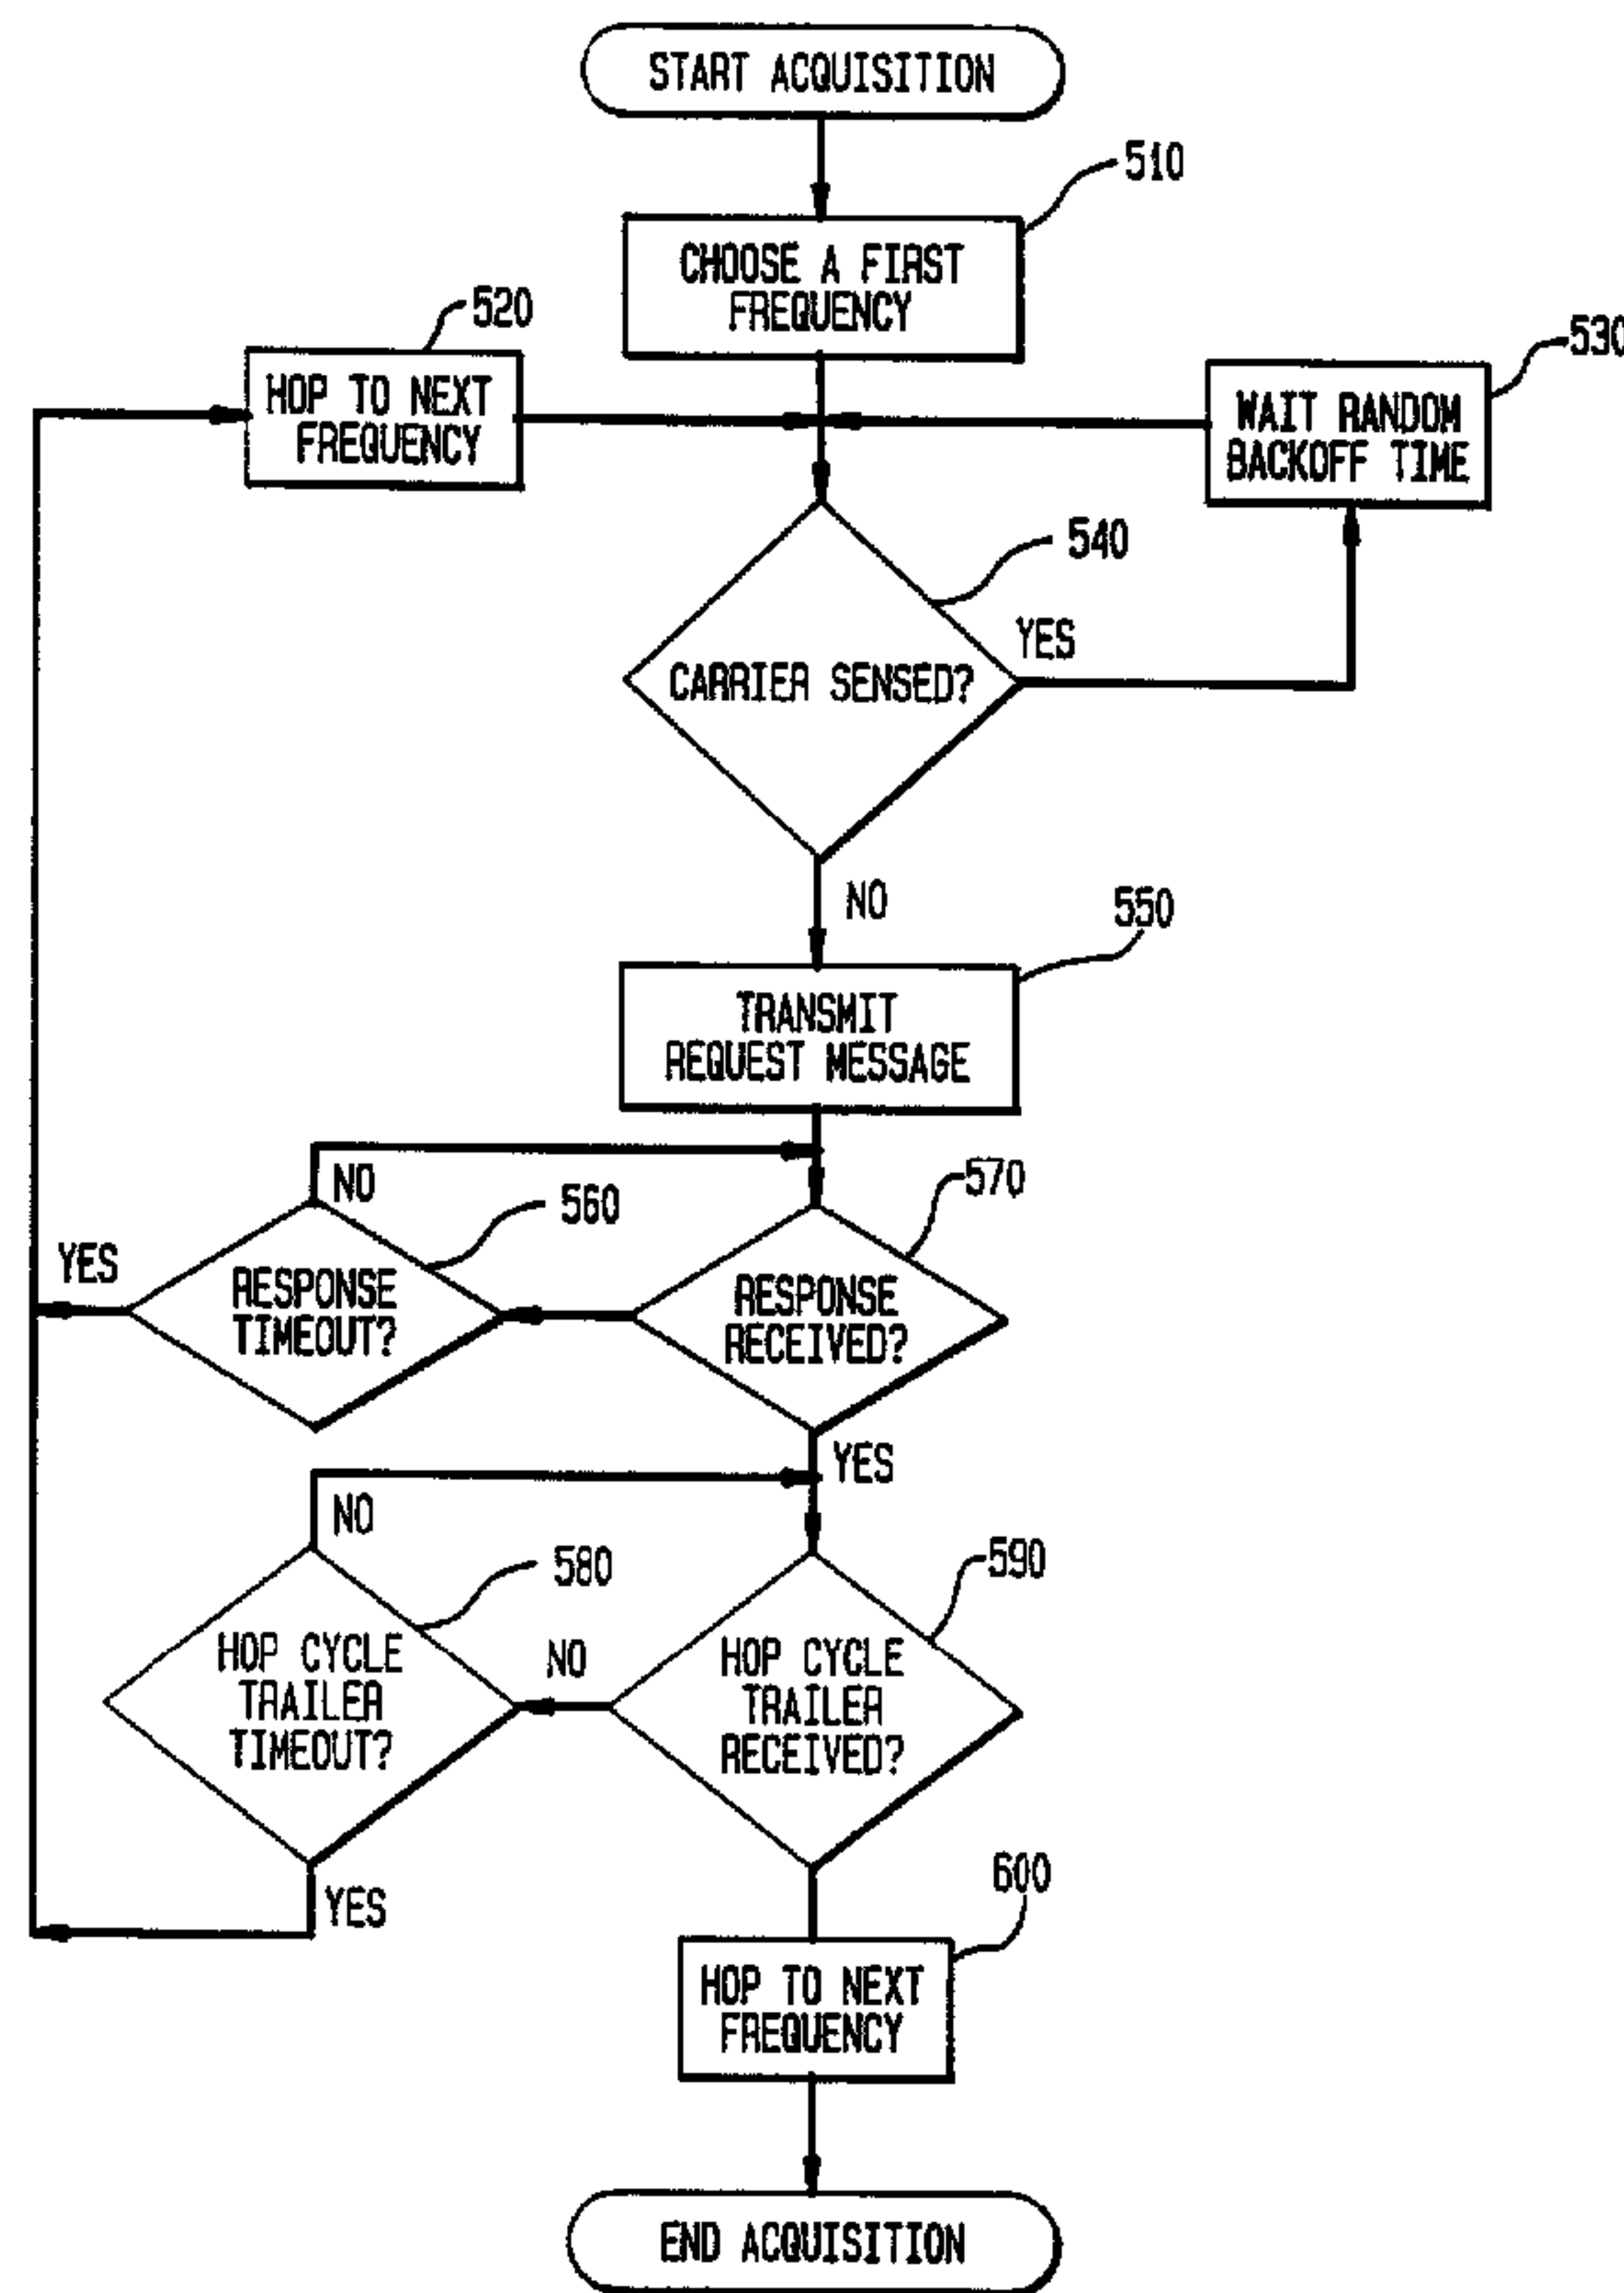 START ACQUISITION
510
CHOOSE A FIRST
FREQUENCY
520
HOP TO NEXT
FREQUENCY
530
WAIT RANDOM
BACKOFF TIME
540
YES
CARRIER SENSED?
NO
550
TRANSMIT
REQUEST MESSAGE
NO
560
570
YES
RESPONSE
TIMEOUT?
RESPONSE
RECEIVED?
YES
NO
580
590
HOP CYCLE
TRAILER
TIMEOUT?
NO
HOP CYCLE
TRAILER
RECEIVED?
YES
600
HOP TO NEXT
FREQUENCY
END ACQUISITION